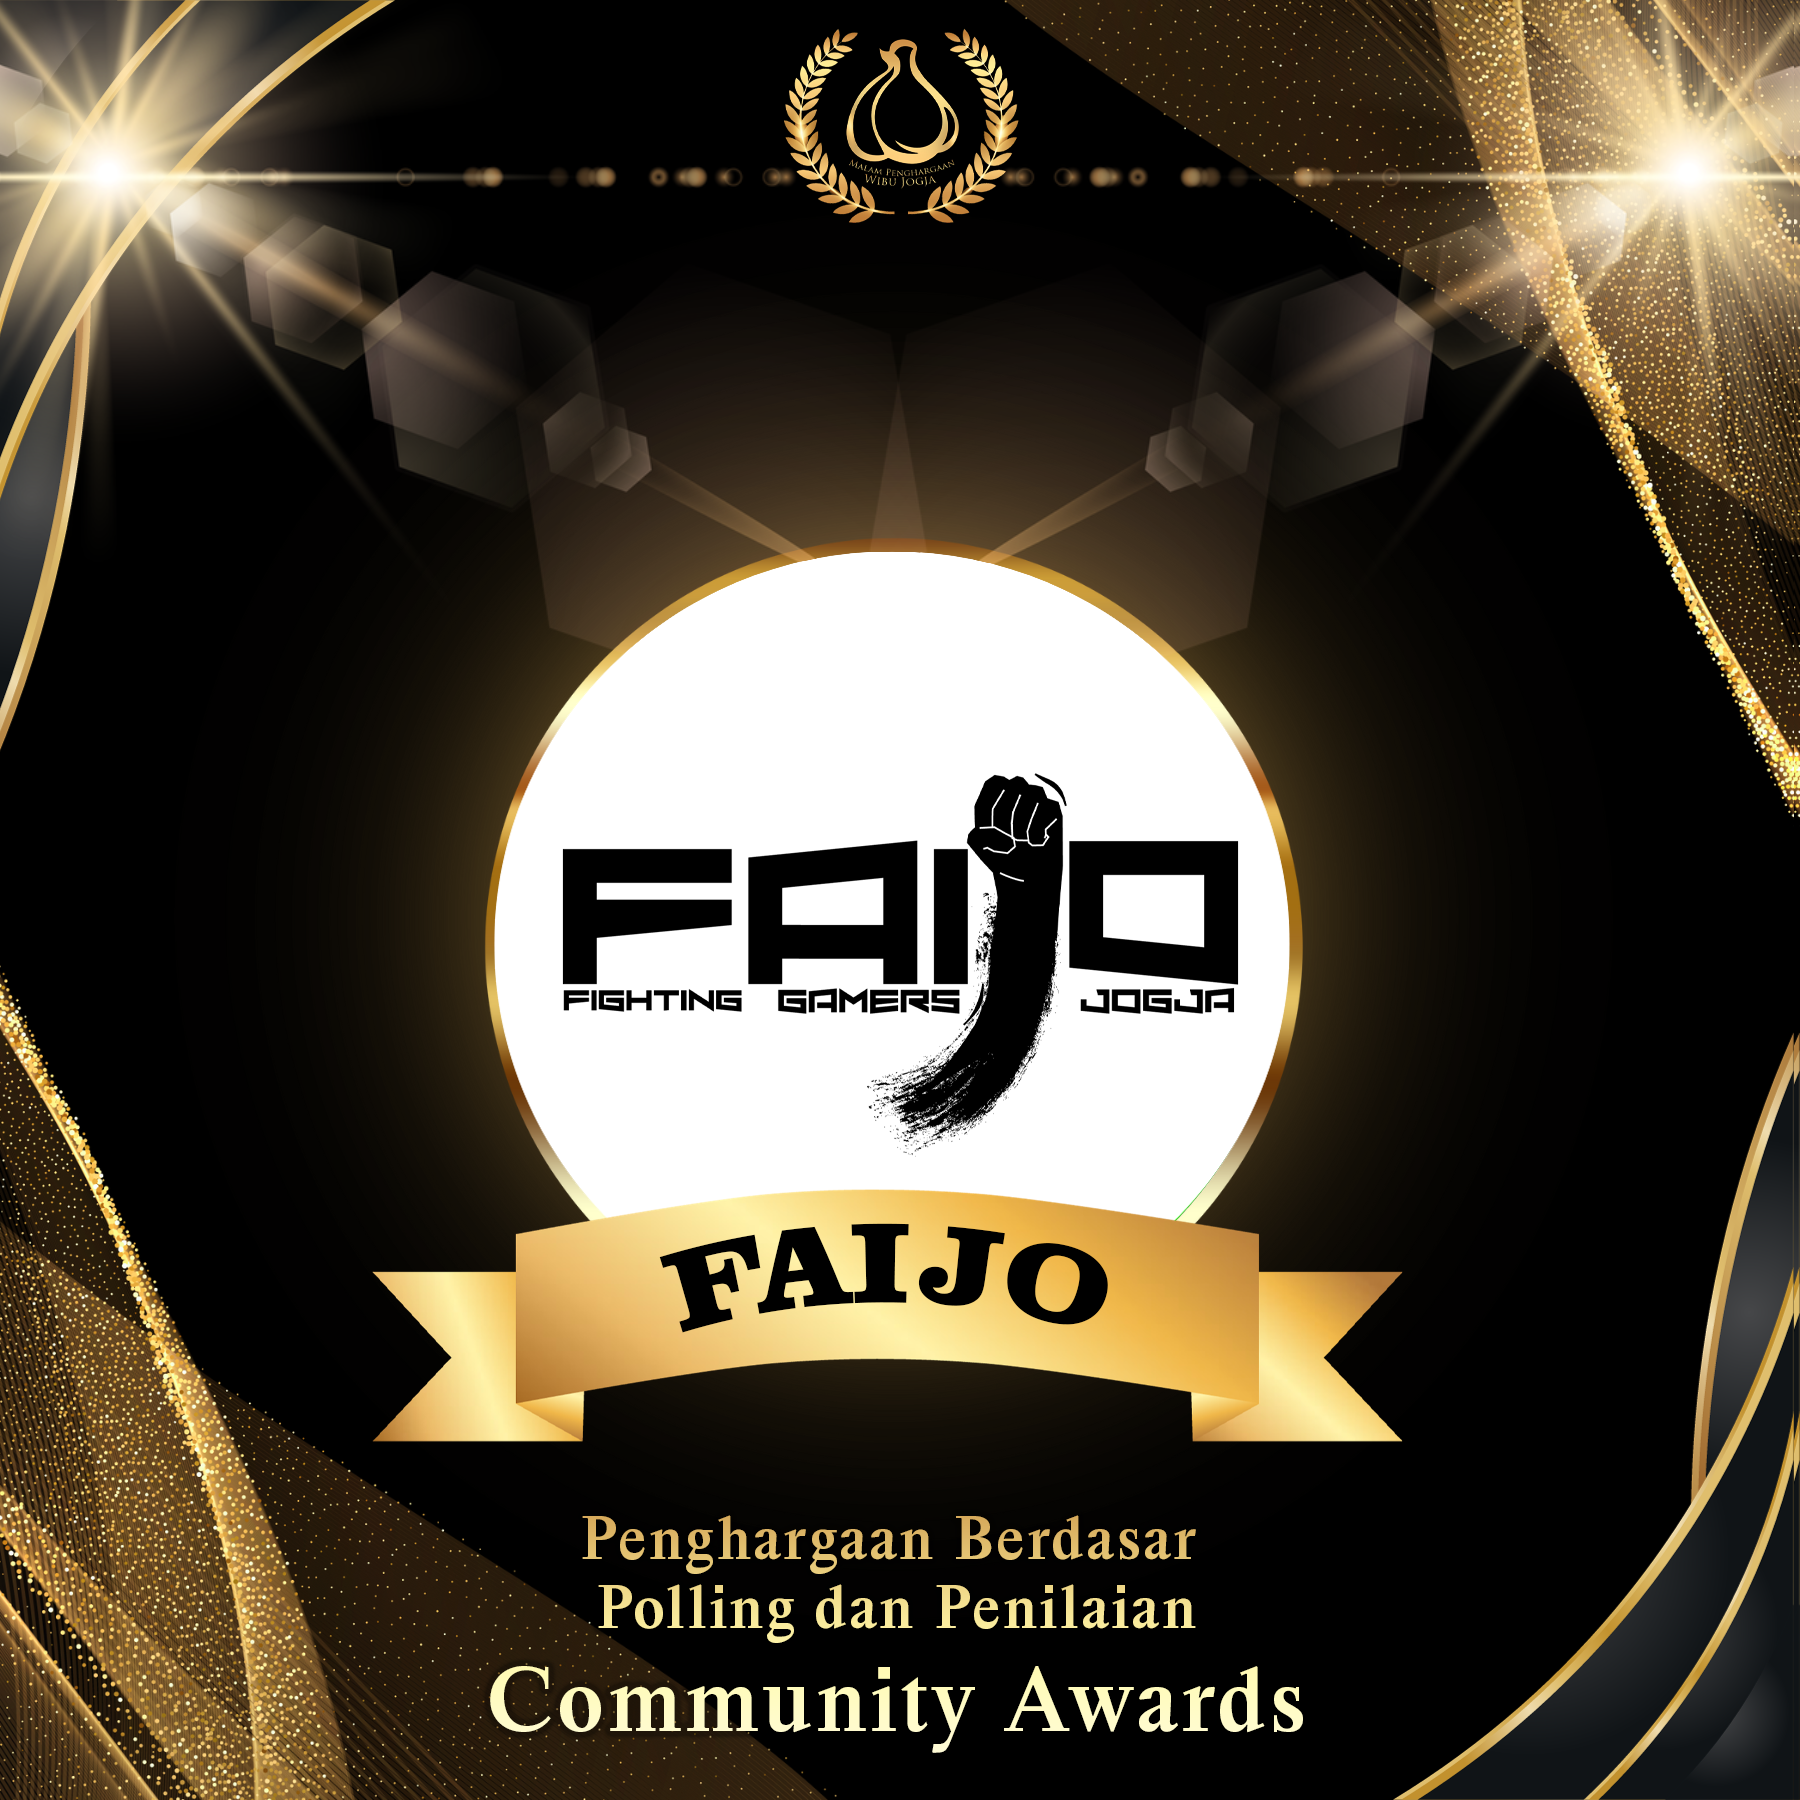 MALAM PENGHARGAAN
WIBU JOGJA
FAIJO
FIGHTING GAMERS JOGJA
FAIJO
Penghargaan Berdasar
Polling dan Penilaian
Community Awards